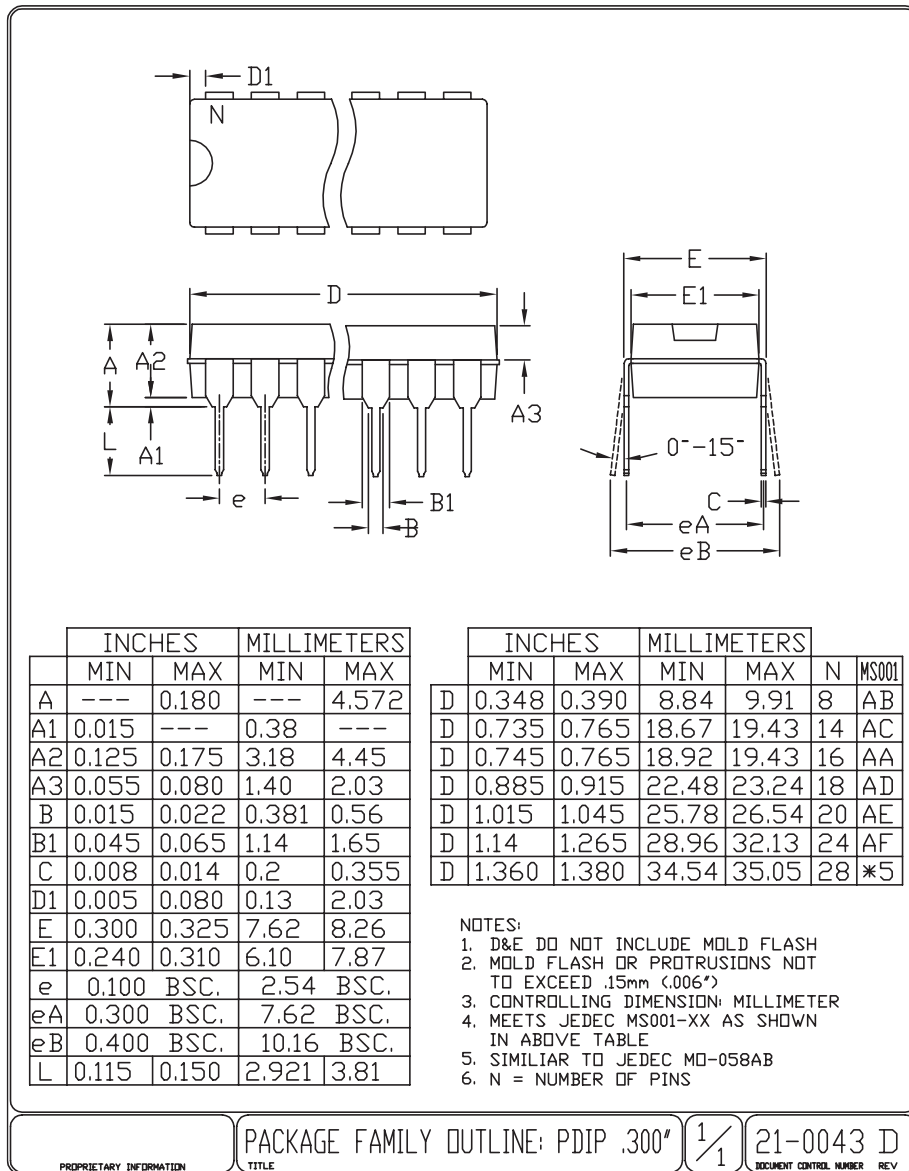 D1
N
E
E1
D
A
A2
A3
L
A1
0°-15°
e
B1
B
C
eA
eB
INCHES MILLIMETERS
MIN MAX MIN MAX
A --- 0.180 --- 4.572
A1 0.015 --- 0.38 ---
A2 0.125 0.175 3.18 4.45
A3 0.055 0.080 1.40 2.03
B 0.015 0.022 0.381 0.56
B1 0.045 0.065 1.14 1.65
C 0.008 0.014 0.2 0.355
D1 0.005 0.080 0.13 2.03
E 0.300 0.325 7.62 8.26
E1 0.240 0.310 6.10 7.87
e 0.100 BSC. 2.54 BSC.
eA 0.300 BSC. 7.62 BSC.
eB 0.400 BSC. 10.16 BSC.
L 0.115 0.150 2.921 3.81
INCHES MILLIMETERS
MIN MAX MIN MAX N MS001
D 0.348 0.390 8.84 9.91 8 AB
D 0.735 0.765 18.67 19.43 14 AC
D 0.745 0.765 18.92 19.43 16 AA
D 0.885 0.915 22.48 23.24 18 AD
D 1.015 1.045 25.78 26.54 20 AE
D 1.14 1.265 28.96 32.13 24 AF
D 1.360 1.380 34.54 35.05 28 *5
NOTES:
1. D&E DO NOT INCLUDE MOLD FLASH
2. MOLD FLASH OR PROTRUSIONS NOT
TO EXCEED .15mm (.006")
3. CONTROLLING DIMENSION: MILLIMETER
4. MEETS JEDEC MS001-XX AS SHOWN
IN ABOVE TABLE
5. SIMILIAR TO JEDEC MO-058AB
6. N = NUMBER OF PINS
PROPRIETARY INFORMATION
PACKAGE FAMILY OUTLINE: PDIP .300"
TITLE
1/1
21-0043 D
DOCUMENT CONTROL NUMBER REV